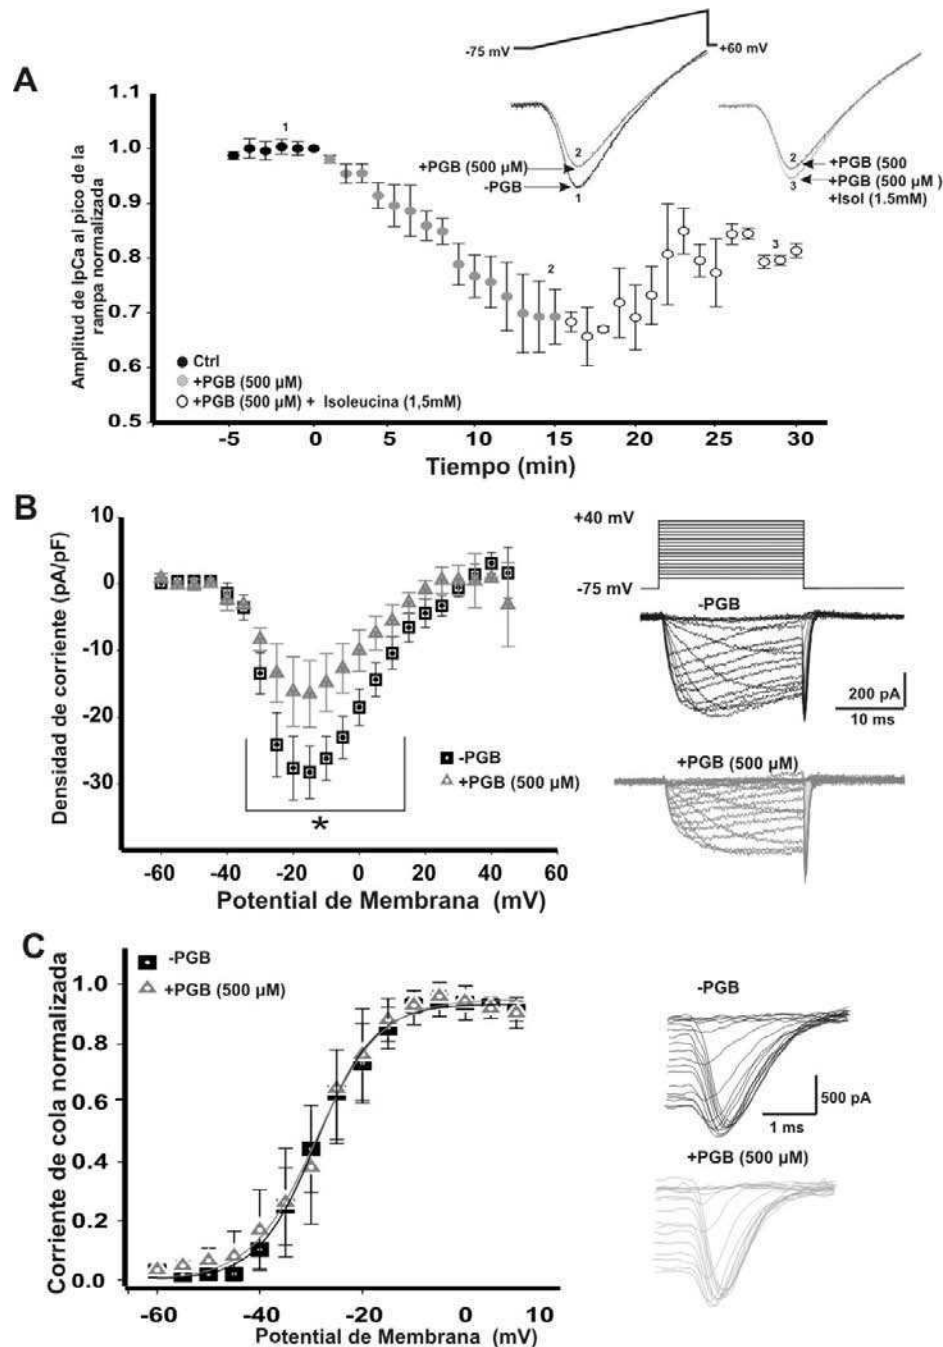 A
-75 mV
+60 mV
Amplitud de IpCa al pico de la
rampa normalizada
1.1
1.0
0.9
0.8
0.7
0.6
0.5
1
2
3
2
+PGB (500 µM)
-PGB
1
2
+PGB (500
3
+PGB (500 µM )
+Isol (1.5mM)
Ctrl
+PGB (500 µM)
+PGB (500 µM) + Isoleucina (1,5mM)
-5
0
5
10
15
20
25
30
Tiempo (min)
B
Densidad de corriente (pA/pF)
10
0
-10
-20
-30
-PGB
+PGB (500 µM)
*
-60
-40
-20
0
20
40
60
Potential de Membrana (mV)
+40 mV
-75 mV
-PGB
200 pA
10 ms
+PGB (500 µM)
C
Corriente de cola normalizada
-PGB
+PGB (500 µM)
1.0
0.8
0.6
0.4
0.2
0.0
-60
-40
-20
0
10
Potential de Membrana (mV)
-PGB
500 pA
1 ms
+PGB (500 µM)